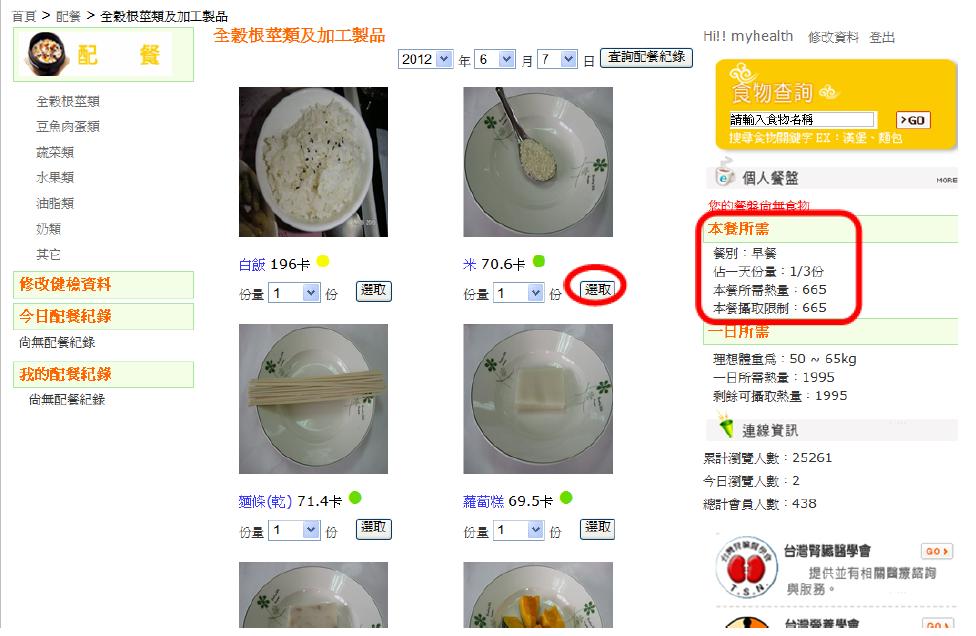 首頁 > 配餐 > 全穀根莖類及加工製品
配 餐
全穀根莖類
豆魚肉蛋類
蔬菜類
水果類
油脂類
奶類
其它
修改健檢資料
今日配餐紀錄
尚無配餐紀錄
我的配餐紀錄
尚無配餐紀錄
全穀根莖類及加工製品
2012 年 6 月 7 日 查詢配餐紀錄
白飯 196卡
份量 1 份 選取
米 70.6卡
份量 1 份 選取
麵條(乾) 71.4卡
份量 1 份 選取
蘿蔔糕 69.5卡
份量 1 份 選取
Hi!! myhealth 修改資料 登出
食物查詢
請輸入食物名稱 >GO
搜尋食物關鍵字 EX：漢堡、麵包
個人餐盤 MORE
您的餐盤尚無食物
本餐所需
餐別：早餐
佔一天份量：1/3份
本餐所需熱量：665
本餐攝取限制：665
一日所需
理想體重為：50 ~ 65kg
一日所需熱量：1995
剩餘可攝取熱量：1995
連線資訊
累計瀏覽人數：25261
今日瀏覽人數：2
總計會員人數：438
台灣腎臟醫學會
T.S.N.
台灣腎臟醫學會 GO
提供並有相關醫療諮詢
與服務。
台灣營養學會 GO